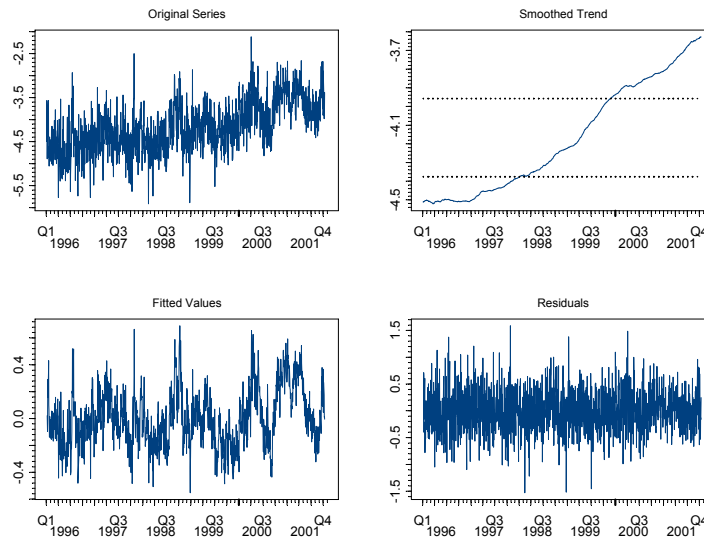 Original Series
-2.5
-3.5
-4.5
-5.5
Q1 Q3 Q3 Q3 Q3 Q4
1996 1997 1998 1999 2000 2001
Smoothed Trend
-3.7
-4.1
-4.5
Q1 Q3 Q3 Q3 Q3 Q4
1996 1997 1998 1999 2000 2001
Fitted Values
0.4
0.0
-0.4
Q1 Q3 Q3 Q3 Q3 Q4
1996 1997 1998 1999 2000 2001
Residuals
1.5
0.5
-0.5
-1.5
Q1 Q3 Q3 Q3 Q3 Q4
1996 1997 1998 1999 2000 2001